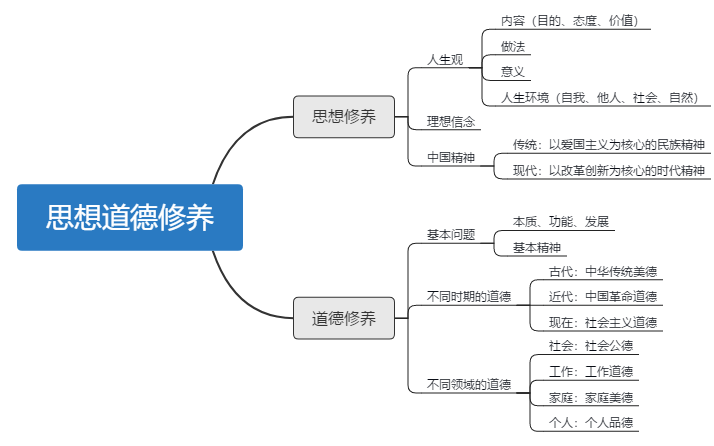 思想道德修养
思想修养
人生观
内容（目的、态度、价值）
做法
意义
人生环境（自我、他人、社会、自然）
理想信念
中国精神
传统：以爱国主义为核心的民族精神
现代：以改革创新为核心的时代精神
道德修养
基本问题
本质、功能、发展
基本精神
不同时期的道德
古代：中华传统美德
近代：中国革命道德
现在：社会主义道德
不同领域的道德
社会：社会公德
工作：工作道德
家庭：家庭美德
个人：个人品德